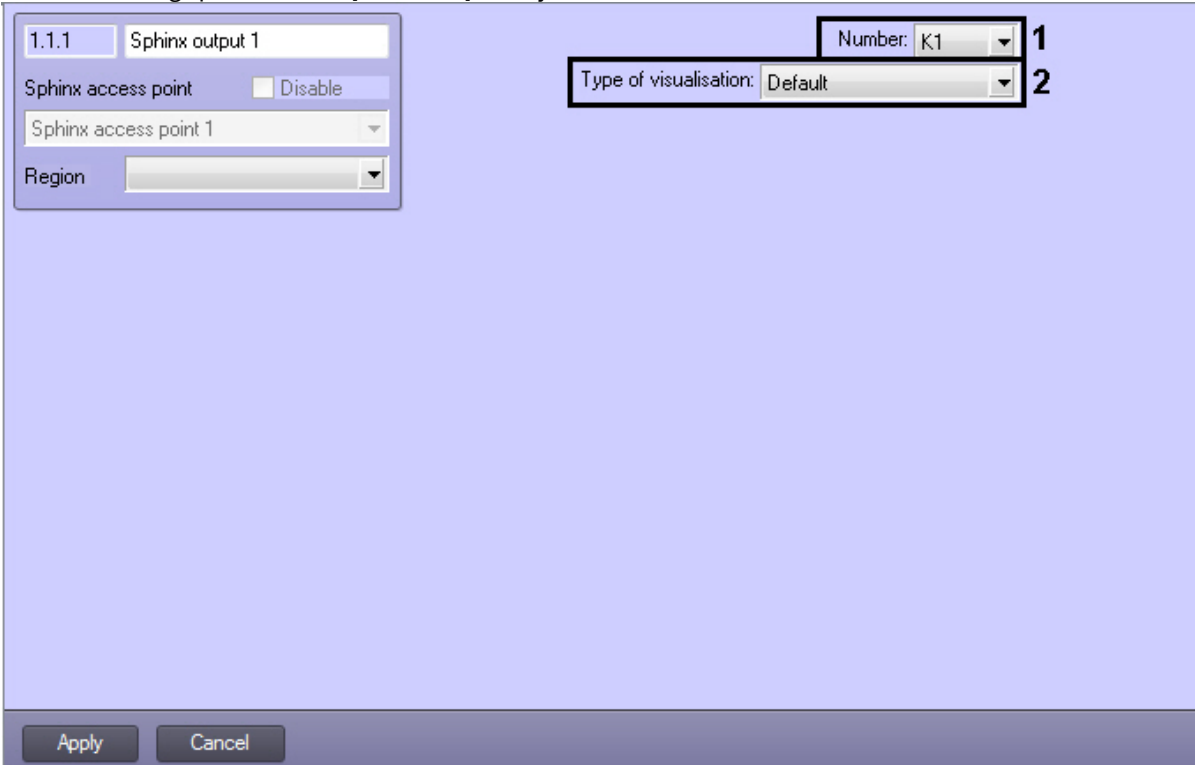 1.1.1 Sphinx output 1
Sphinx access point Disable
Sphinx access point 1
Region
Number: K1 1
Type of visualisation: Default 2
Apply Cancel